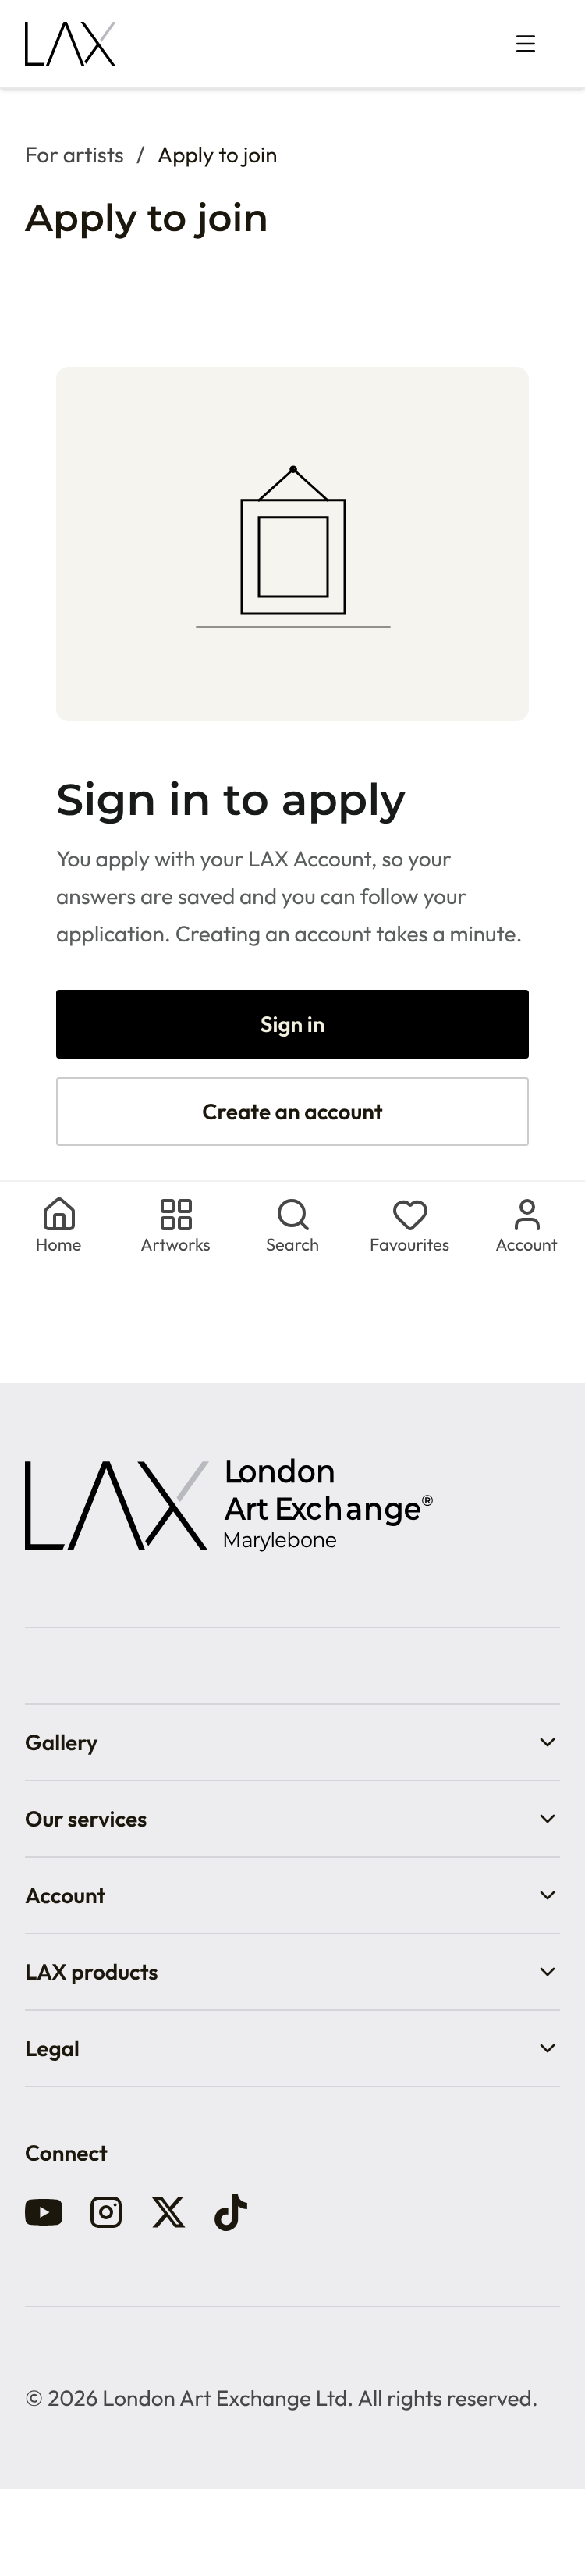 LAX
For artists / Apply to join
Apply to join
Sign in to apply
You apply with your LAX Account, so your
answers are saved and you can follow your
application. Creating an account takes a minute.
Sign in
Create an account
Home Artworks Search Favourites Account
LAX
London
Art Exchange®
Marylebone
Gallery
Our services
Account
LAX products
Legal
Connect
© 2026 London Art Exchange Ltd. All rights reserved.